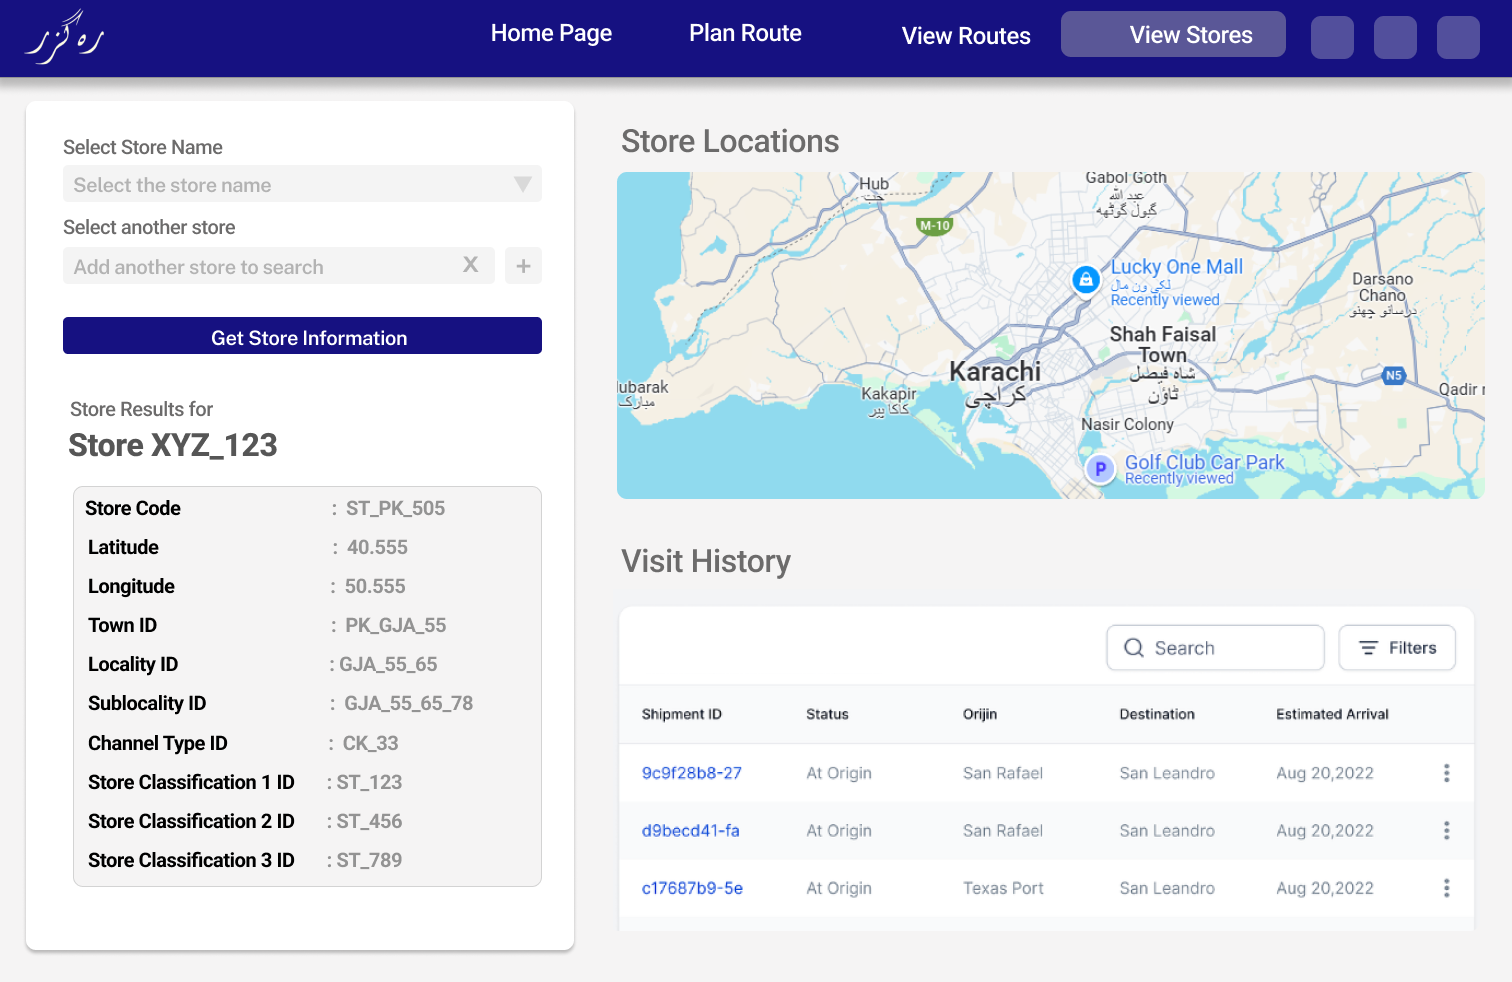 رہ گزر
Home Page
Plan Route
View Routes
View Stores
Select Store Name
Select the store name
Select another store
Add another store to search X +
Get Store Information
Store Results for
Store XYZ_123
Store Code : ST_PK_505
Latitude : 40.555
Longitude : 50.555
Town ID : PK_GJA_55
Locality ID : GJA_55_65
Sublocality ID : GJA_55_65_78
Channel Type ID : CK_33
Store Classification 1 ID : ST_123
Store Classification 2 ID : ST_456
Store Classification 3 ID : ST_789
Store Locations
Hub
حب
Gabol Goth
عبد الله
گبول گوٹھہ
M-10
Lucky One Mall
لکی ون مال
Recently viewed
Darsano
Chano
درسانو چھنو
Shah Faisal
Town
شاہ فیصل
ٹاؤن
Karachi
کراچی
N5
ubarak
مبارک
Kakapir
کاکا پیر
Qadir
Nasir Colony
P
Golf Club Car Park
Recently viewed
Visit History
Search
Filters
Shipment ID Status Orijin Destination Estimated Arrival
9c9f28b8-27 At Origin San Rafael San Leandro Aug 20,2022
d9becd41-fa At Origin San Rafael San Leandro Aug 20,2022
c17687b9-5e At Origin Texas Port San Leandro Aug 20,2022